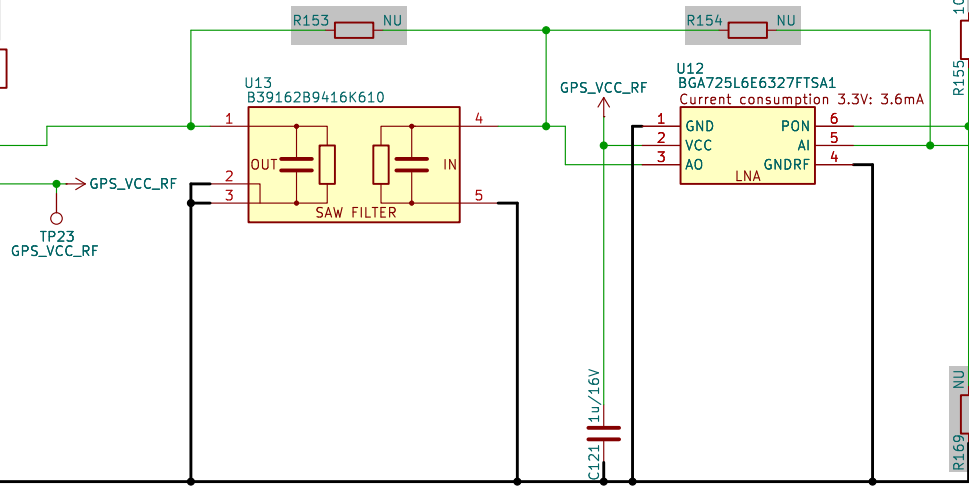 R153 NU
R154 NU
10
R155
U13
B39162B9416K610
GPS_VCC_RF
U12
BGA725L6E6327FTSA1
Current consumption 3.3V: 3.6mA
1
4
OUT
IN
2
3
5
SAW FILTER
1 GND PON 6
2 VCC AI 5
3 AO GNDRF 4
LNA
GPS_VCC_RF
TP23
GPS_VCC_RF
1u/16V
C121
NU
R169